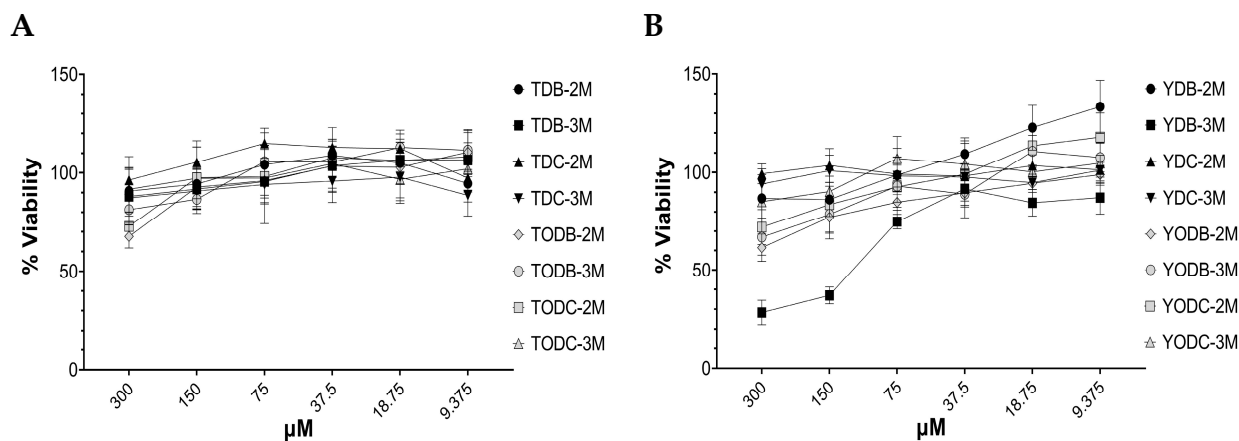 A
% Viability
150
100
50
0
300
150
75
37.5
18.75
9.375
µM
TDB-2M
TDB-3M
TDC-2M
TDC-3M
TODB-2M
TODB-3M
TODC-2M
TODC-3M
B
% Viability
150
100
50
0
300
150
75
37.5
18.75
9.375
µM
YDB-2M
YDB-3M
YDC-2M
YDC-3M
YODB-2M
YODB-3M
YODC-2M
YODC-3M